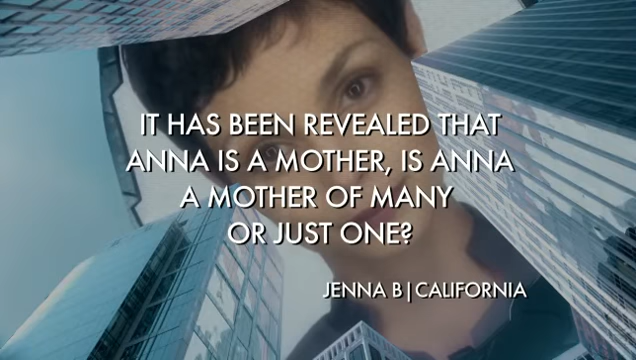 IT HAS BEEN REVEALED THAT
ANNA IS A MOTHER, IS ANNA
A MOTHER OF MANY
OR JUST ONE?
JENNA B|CALIFORNIA